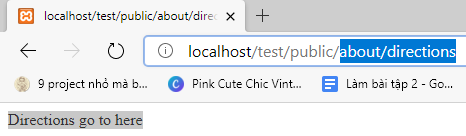 localhost/test/public/about/direc
localhost/test/public/about/directions
9 project nhỏ mà b...
Pink Cute Chic Vint...
Làm bài tập 2 - Go...
Directions go to here